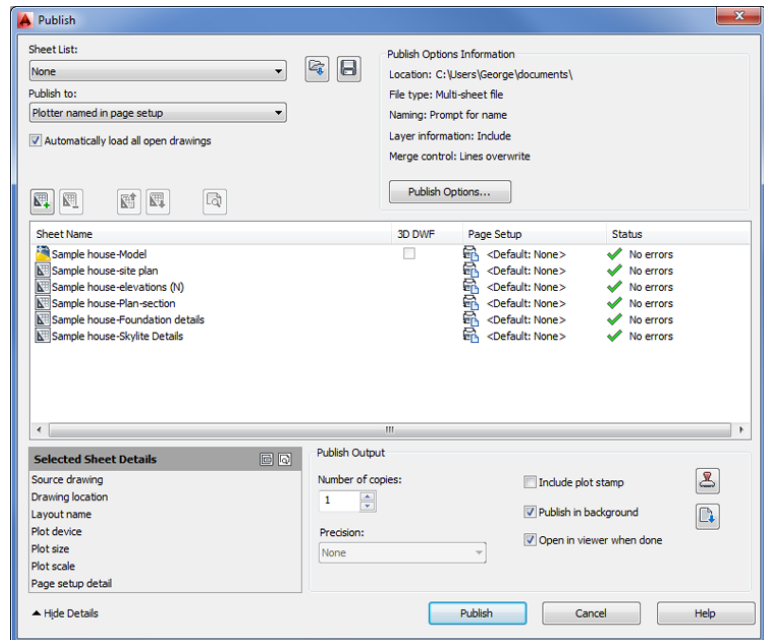 Publish
Sheet List:
None
Publish to:
Plotter named in page setup
Automatically load all open drawings
Publish Options Information
Location: C:\Users\George\documents\
File type: Multi-sheet file
Naming: Prompt for name
Layer information: Include
Merge control: Lines overwrite
Publish Options...
Sheet Name 3D DWF Page Setup Status
Sample house-Model <Default: None> No errors
Sample house-site plan <Default: None> No errors
Sample house-elevations (N) <Default: None> No errors
Sample house-Plan-section <Default: None> No errors
Sample house-Foundation details <Default: None> No errors
Sample house-Skylite Details <Default: None> No errors
Selected Sheet Details
Source drawing
Drawing location
Layout name
Plot device
Plot size
Plot scale
Page setup detail
Publish Output
Number of copies:
1
Precision:
None
Include plot stamp
Publish in background
Open in viewer when done
Hide Details
Publish Cancel Help